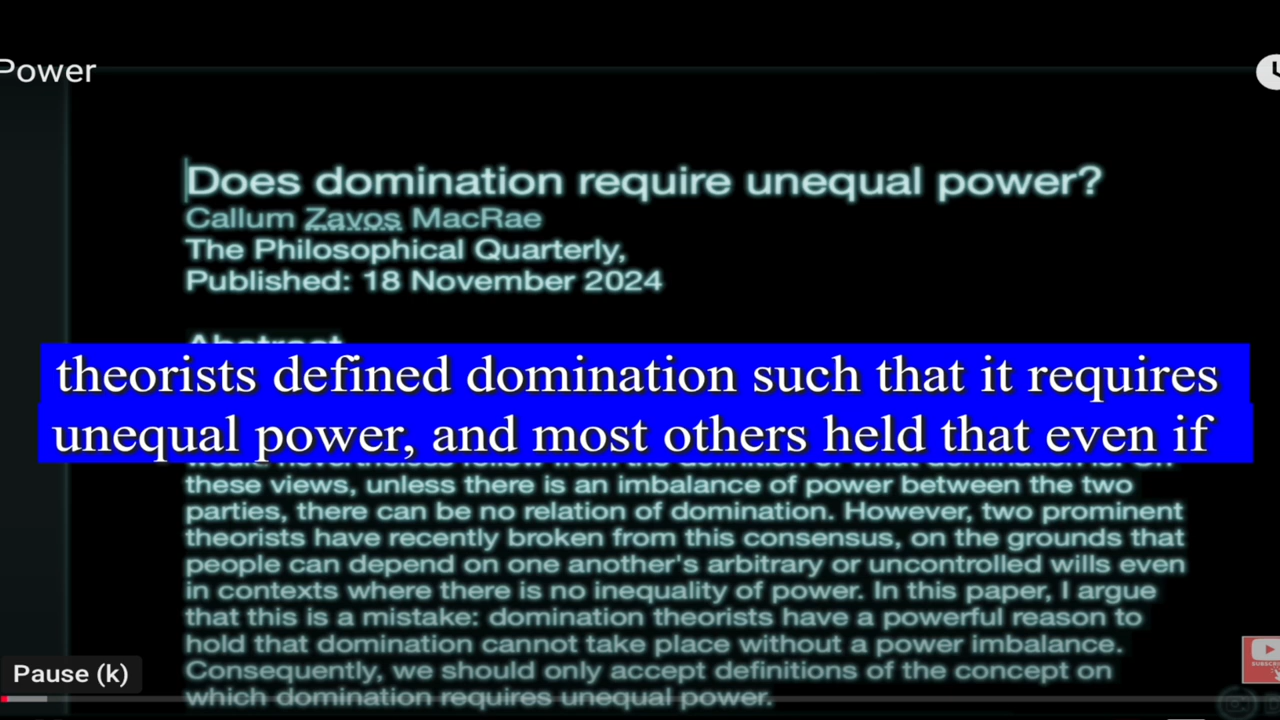 Power
Does domination require unequal power?
Callum Zavos MacRae
The Philosophical Quarterly,
Published: 18 November 2024
Abstract
theorists defined domination such that it requires
unequal power, and most others held that even if
these views, unless there is an imbalance of power between the two
parties, there can be no relation of domination. However, two prominent
theorists have recently broken from this consensus, on the grounds that
people can depend on one another's arbitrary or uncontrolled wills even
in contexts where there is no inequality of power. In this paper, I argue
that this is a mistake: domination theorists have a powerful reason to
hold that domination cannot take place without a power imbalance.
Consequently, we should only accept definitions of the concept on
which domination requires unequal power.
Pause (k)